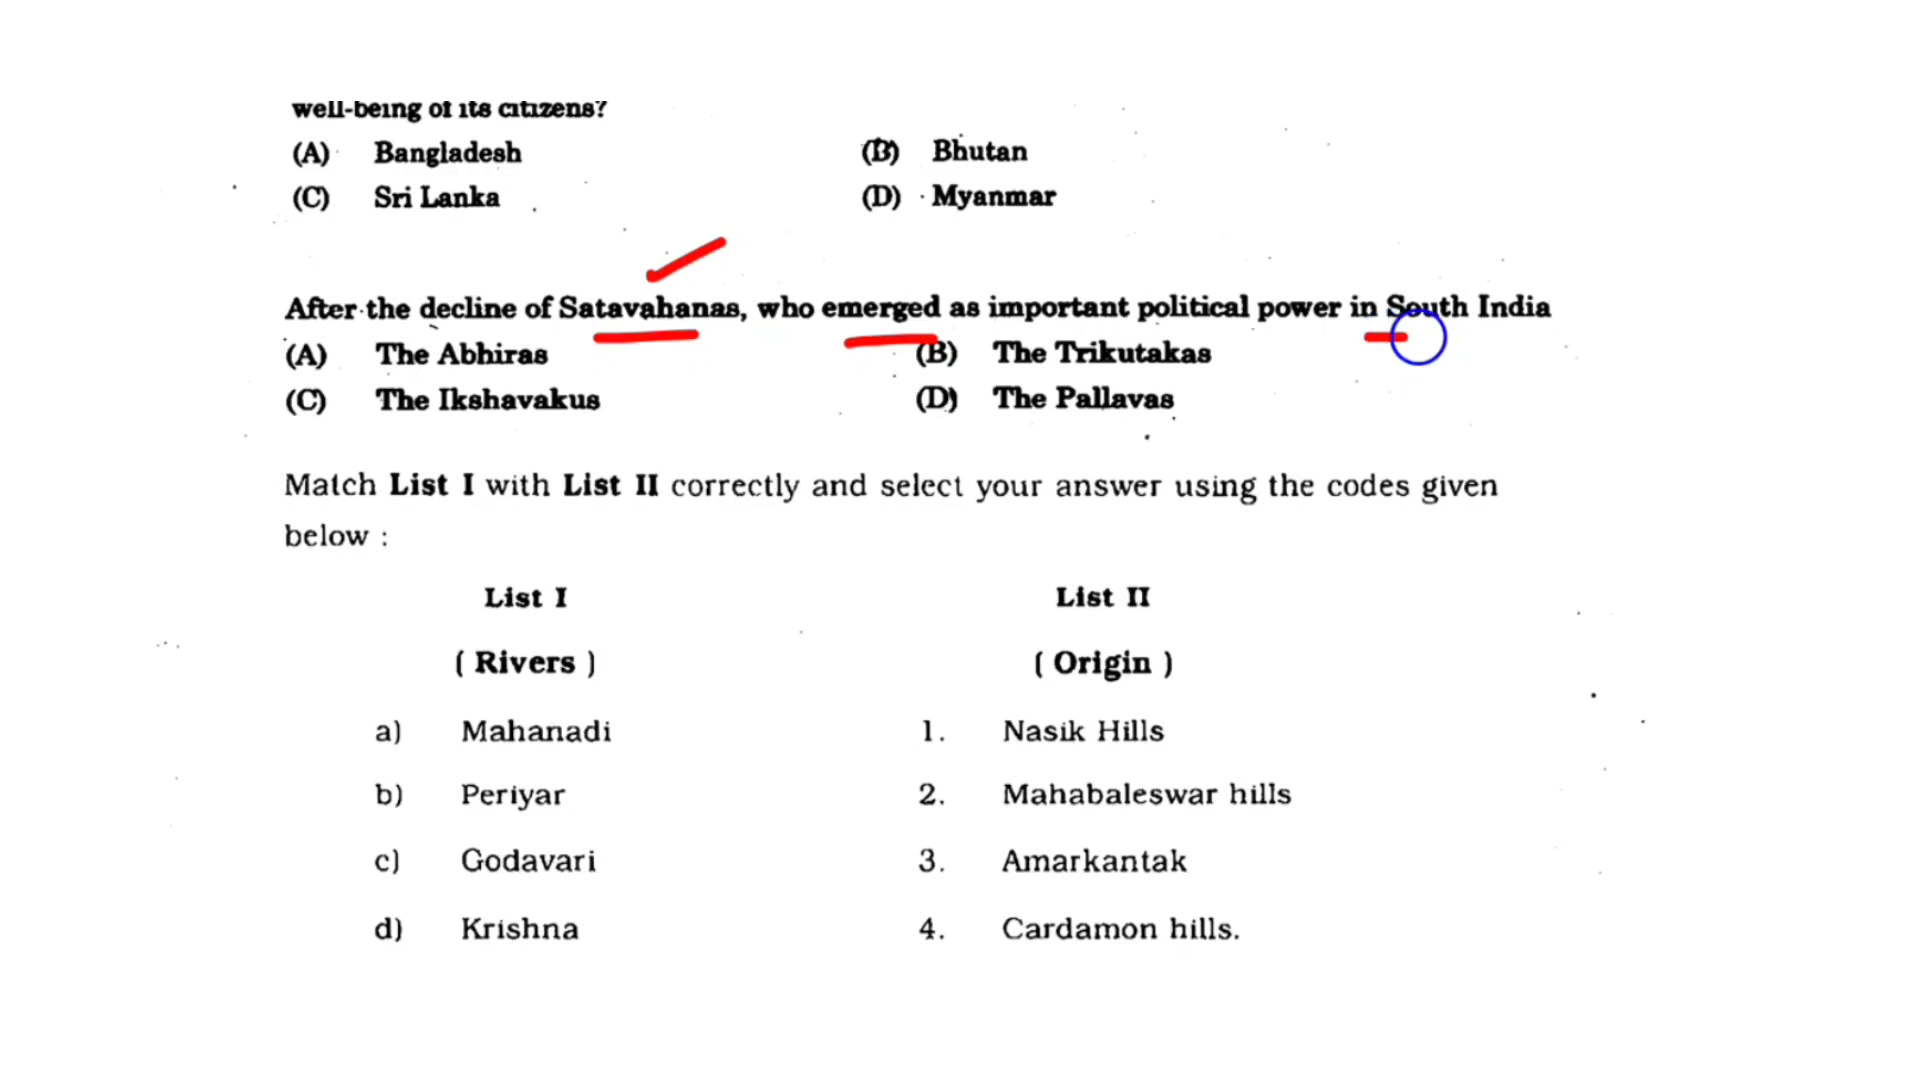 well-being of its citizens?
(A) Bangladesh (B) Bhutan
(C) Sri Lanka (D) Myanmar
After the decline of Satavahanas, who emerged as important political power in South India
(A) The Abhiras (B) The Trikutakas
(C) The Ikshavakus (D) The Pallavas
Match List I with List II correctly and select your answer using the codes given
below :
List I List II
( Rivers ) ( Origin )
a) Mahanadi 1. Nasik Hills
b) Periyar 2. Mahabaleswar hills
c) Godavari 3. Amarkantak
d) Krishna 4. Cardamon hills.